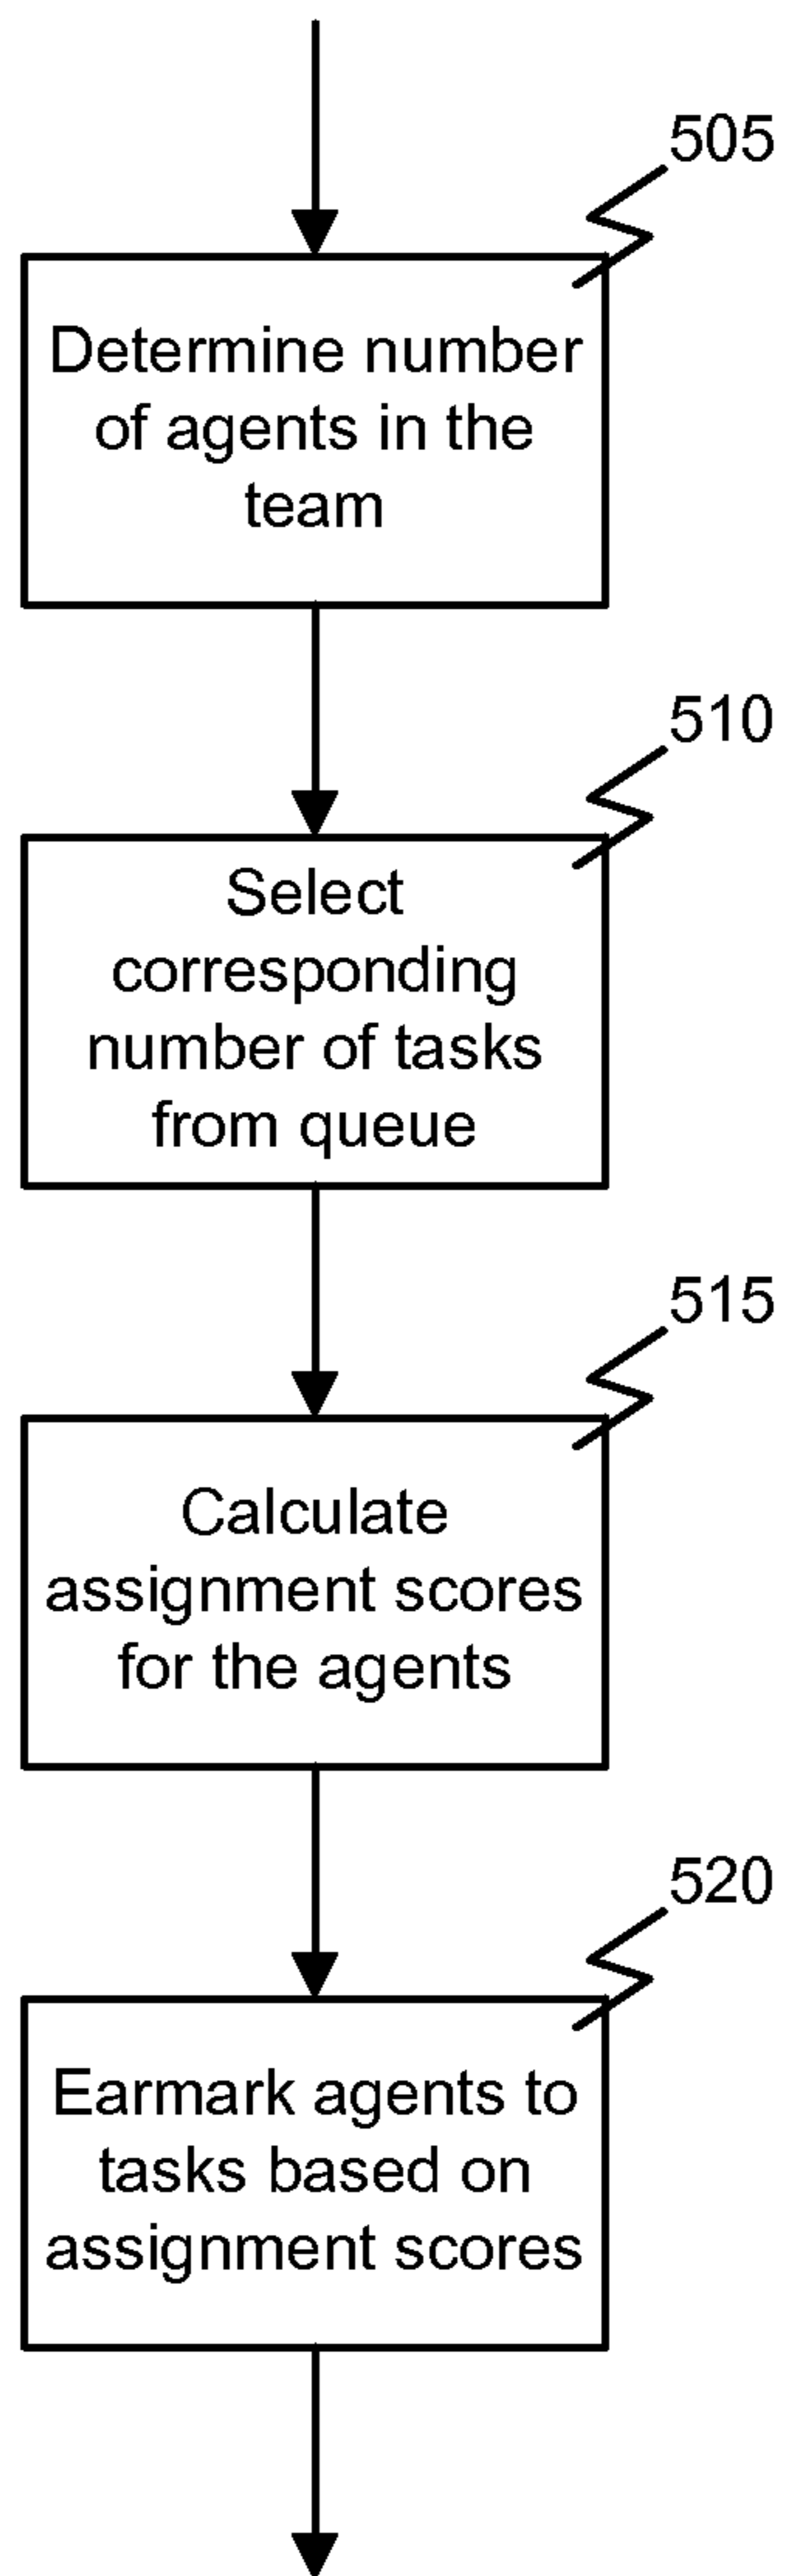 505
Determine number
of agents in the
team
510
Select
corresponding
number of tasks
from queue
515
Calculate
assignment scores
for the agents
520
Earmark agents to
tasks based on
assignment scores